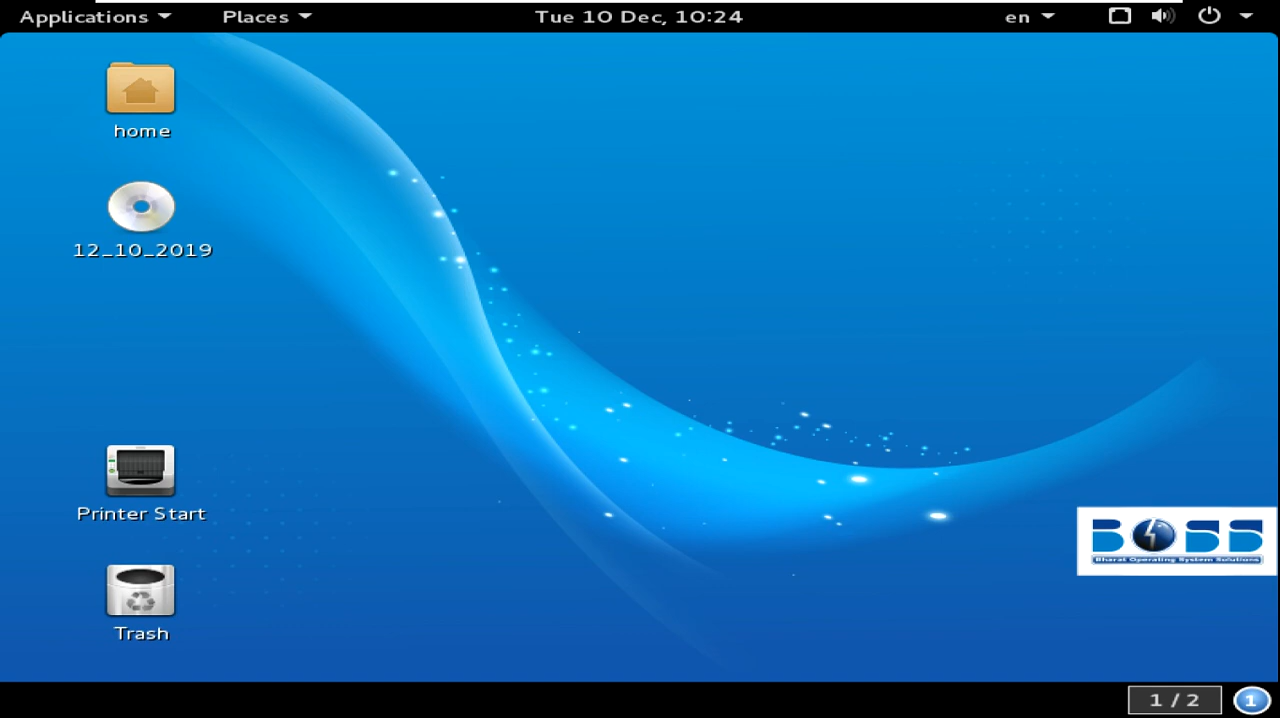 Applications Places Tue 10 Dec, 10:24 en
home
12_10_2019
Printer Start
BOSS
Bharat Operating System Solutions
Trash
1 / 2 1